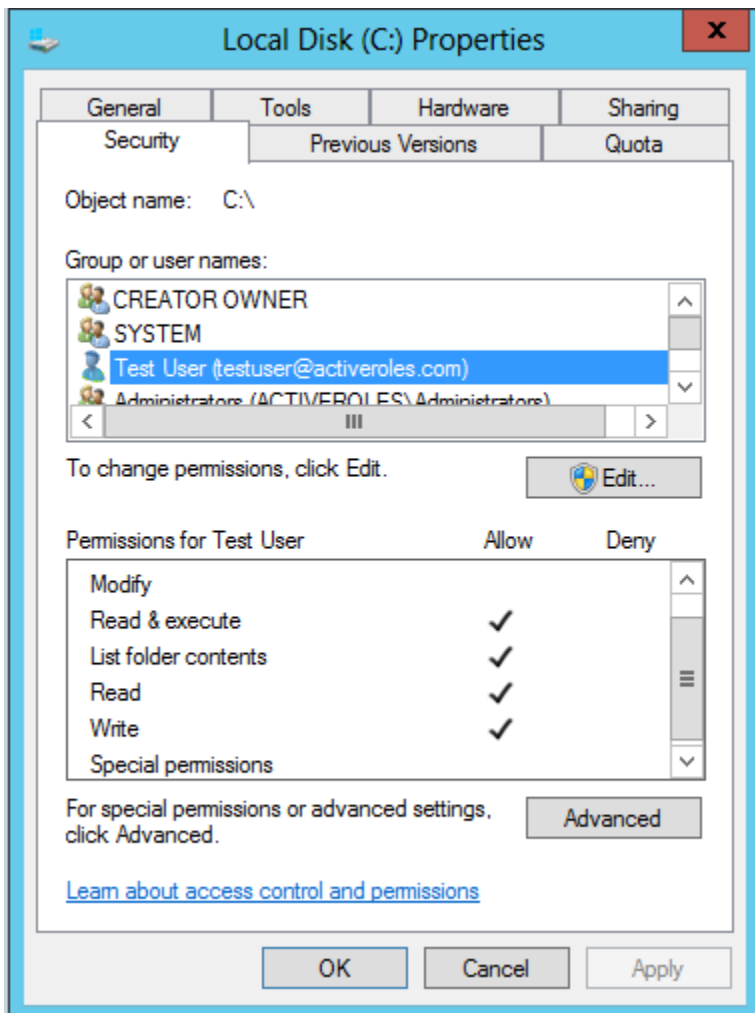 Local Disk (C:) Properties
x
General Tools Hardware Sharing
Security Previous Versions Quota
Object name: C:\
Group or user names:
CREATOR OWNER
SYSTEM
Test User (testuser@activeroles.com)
Administrators (ACTIVEROLES\Administrators)
To change permissions, click Edit.
Edit...
Permissions for Test User Allow Deny
Modify
Read & execute
List folder contents
Read
Write
Special permissions
For special permissions or advanced settings,
click Advanced.
Advanced
Learn about access control and permissions
OK Cancel Apply